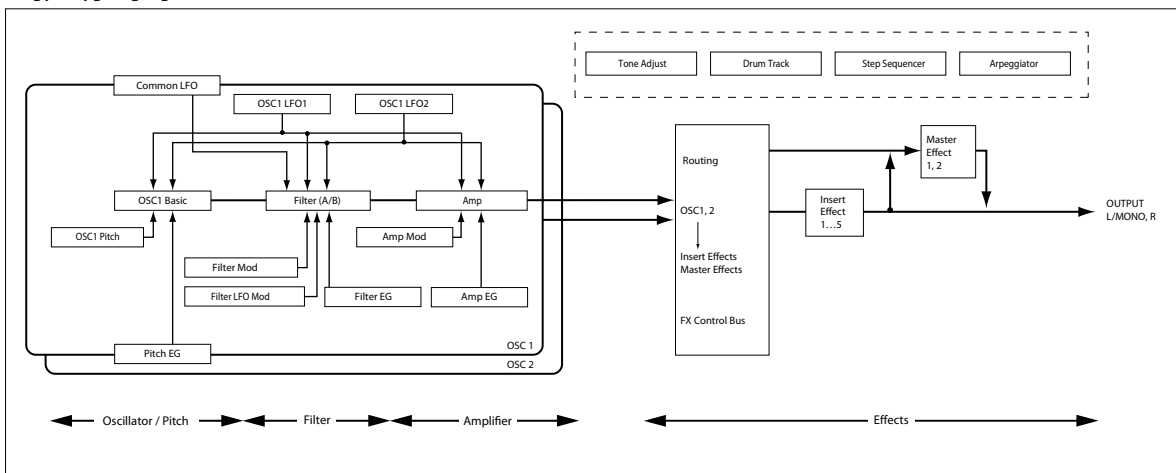 Tone Adjust
Drum Track
Step Sequencer
Arpeggiator
Common LFO
OSC1 LFO1
OSC1 LFO2
Master
Effect
1, 2
Routing
OSC1 Basic
Filter (A/B)
Amp
OSC1, 2
Insert
Effect
1…5
OUTPUT
L/MONO, R
OSC1 Pitch
Amp Mod
Insert Effects
Master Effects
Filter Mod
Filter LFO Mod
Filter EG
Amp EG
FX Control Bus
Pitch EG
OSC 1
OSC 2
Oscillator / Pitch
Filter
Amplifier
Effects